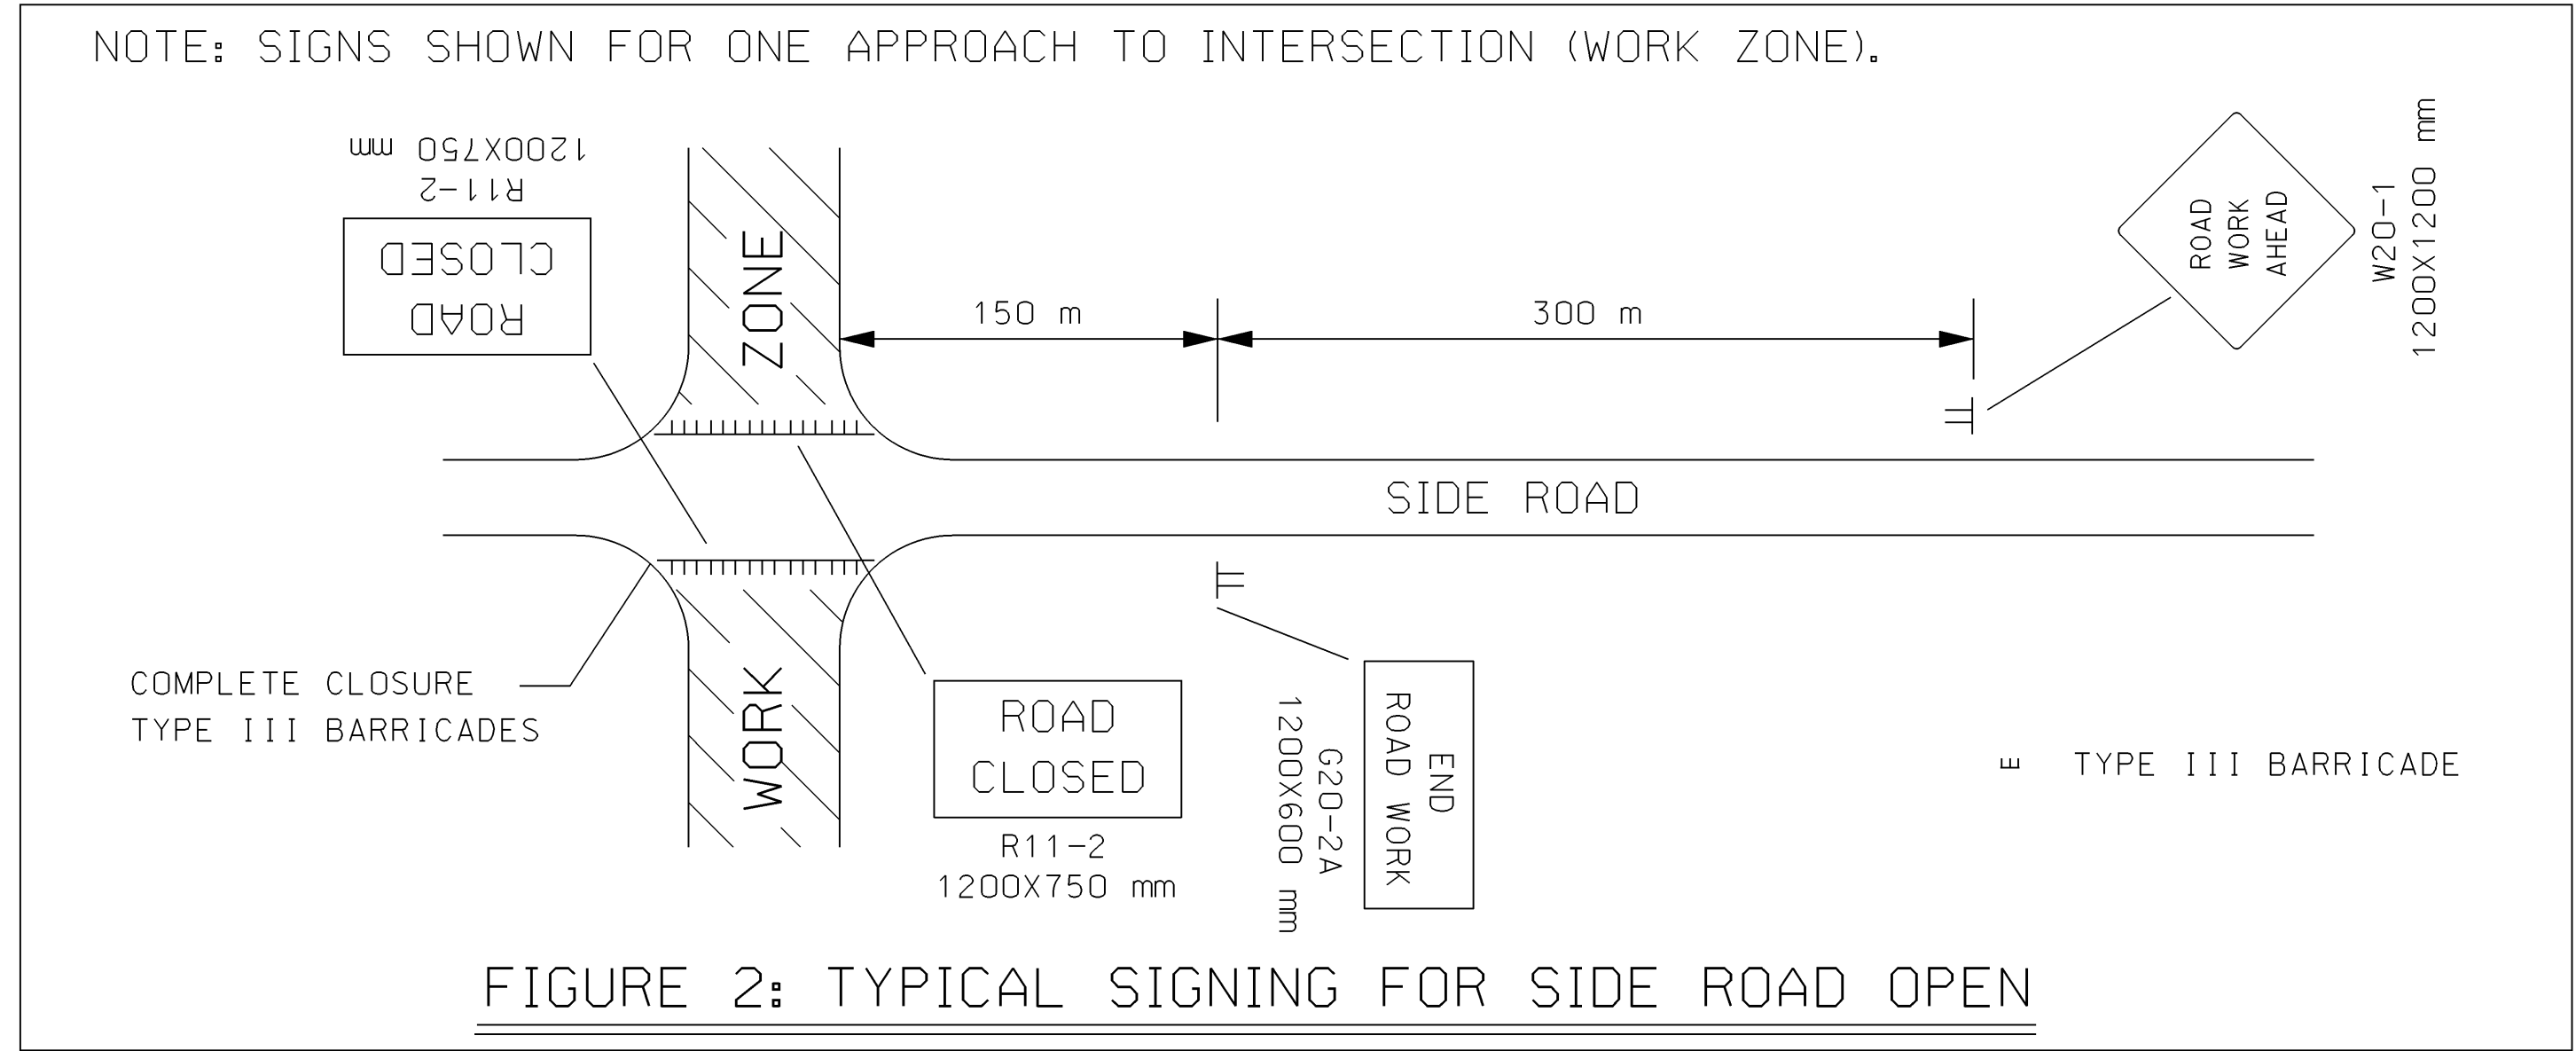 NOTE: SIGNS SHOWN FOR ONE APPROACH TO INTERSECTION (WORK ZONE).
ROAD
CLOSED
R11-2
1200X750 mm
ZONE
150 m
300 m
ROAD
WORK
AHEAD
W20-1
1200X1200 mm
SIDE ROAD
COMPLETE CLOSURE
TYPE III BARRICADES
WORK
ROAD
CLOSED
R11-2
1200X750 mm
END
ROAD WORK
G20-2A
1200X600 mm
TYPE III BARRICADE
FIGURE 2: TYPICAL SIGNING FOR SIDE ROAD OPEN